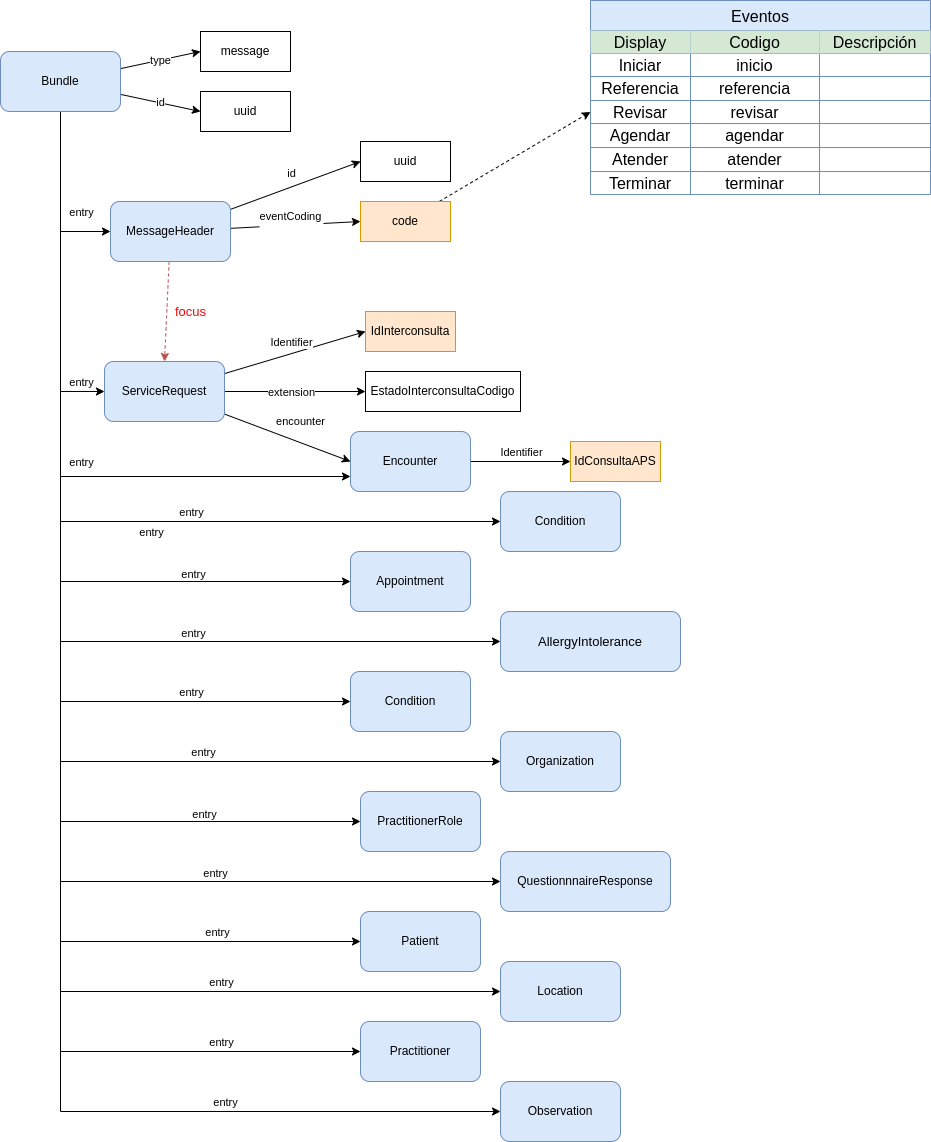 Eventos
Display Codigo Descripción
Iniciar inicio
Referencia referencia
Revisar revisar
Agendar agendar
Atender atender
Terminar terminar
Bundle
type
message
id
uuid
id
uuid
entry
MessageHeader
eventCoding
code
focus
Identifier
IdInterconsulta
entry
ServiceRequest
extension
EstadoInterconsultaCodigo
encounter
entry
Encounter
Identifier
IdConsultaAPS
entry
Condition
entry
entry
Appointment
entry
AllergyIntolerance
entry
Condition
entry
Organization
entry
PractitionerRole
entry
QuestionnnaireResponse
entry
Patient
entry
Location
entry
Practitioner
entry
Observation